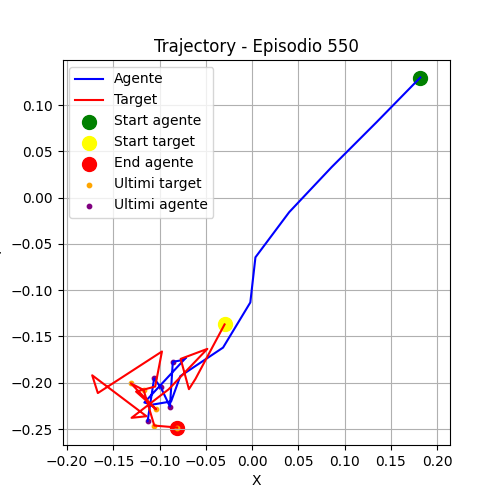 Trajectory - Episodio 550
Agente
Target
Start agente
Start target
End agente
Ultimi target
Ultimi agente
0.10
0.05
0.00
−0.05
−0.10
−0.15
−0.20
−0.25
−0.20 −0.15 −0.10 −0.05 0.00 0.05 0.10 0.15 0.20
X